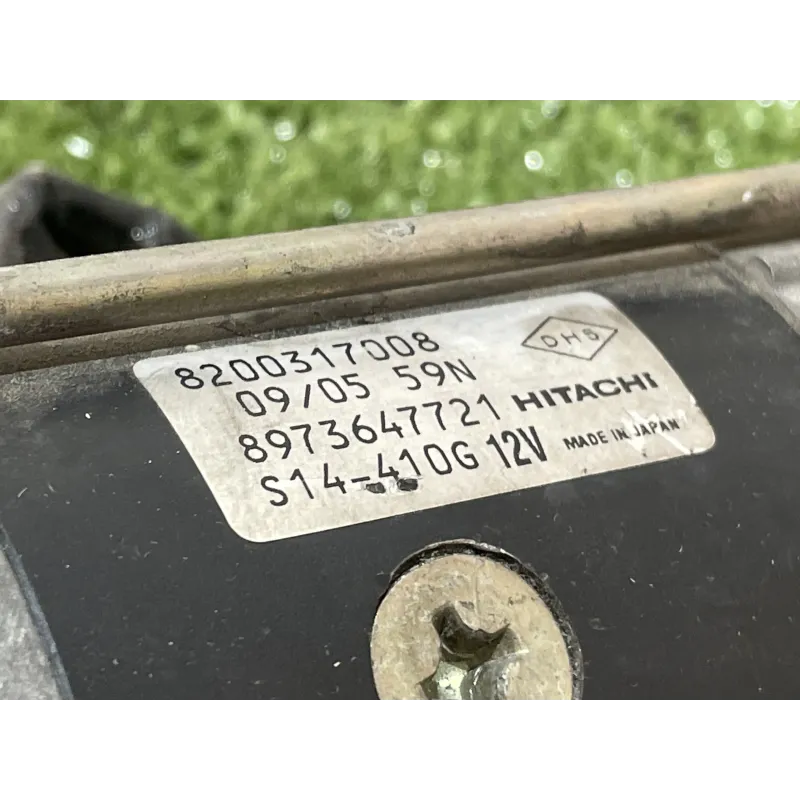 8200317008
DHS
09/05 59N
8973647721 HITACHI
S14-410G 12V MADE IN JAPAN